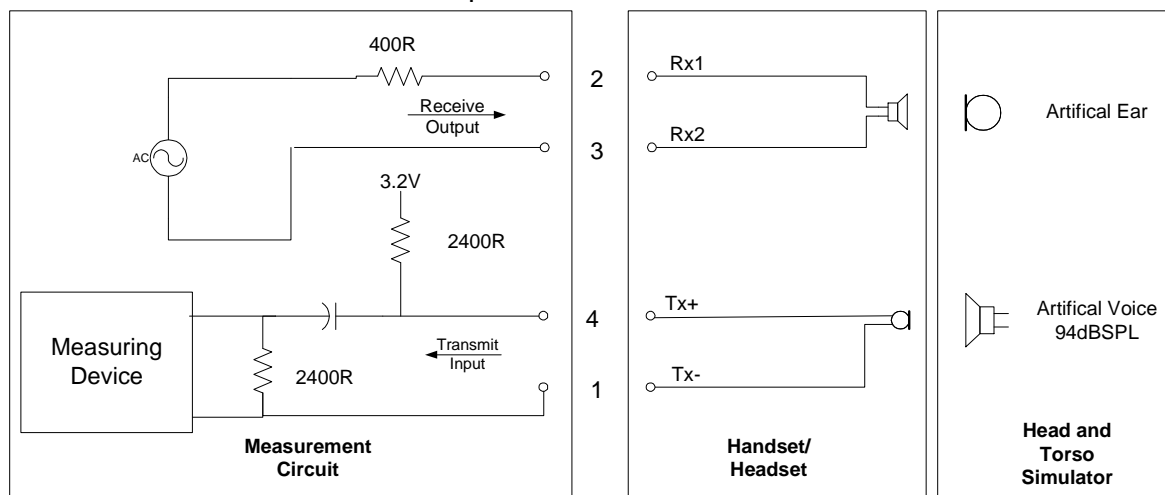 400R
2
Rx1
Receive
Output
Artifical Ear
AC
3
Rx2
3.2V
2400R
4
Tx+
Artifical Voice
94dBSPL
Measuring
Device
Transmit
Input
2400R
1
Tx-
Measurement
Circuit
Handset/
Headset
Head and
Torso
Simulator